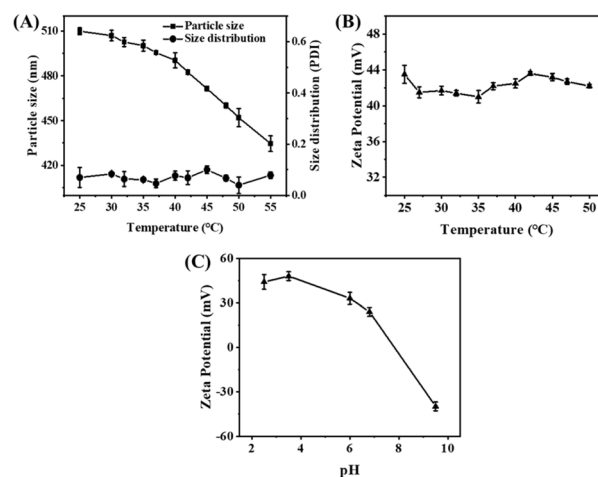 (A)
Particle size
Size distribution
510
480
450
420
Particle size (nm)
0.6
0.4
0.2
0.0
Size distribution (PDI)
25 30 35 40 45 50 55
Temperature (°C)
(B)
48
44
40
36
32
Zeta Potential (mV)
25 30 35 40 45 50
Temperature (°C)
(C)
60
30
0
-30
-60
Zeta Potential (mV)
2 4 6 8 10
pH